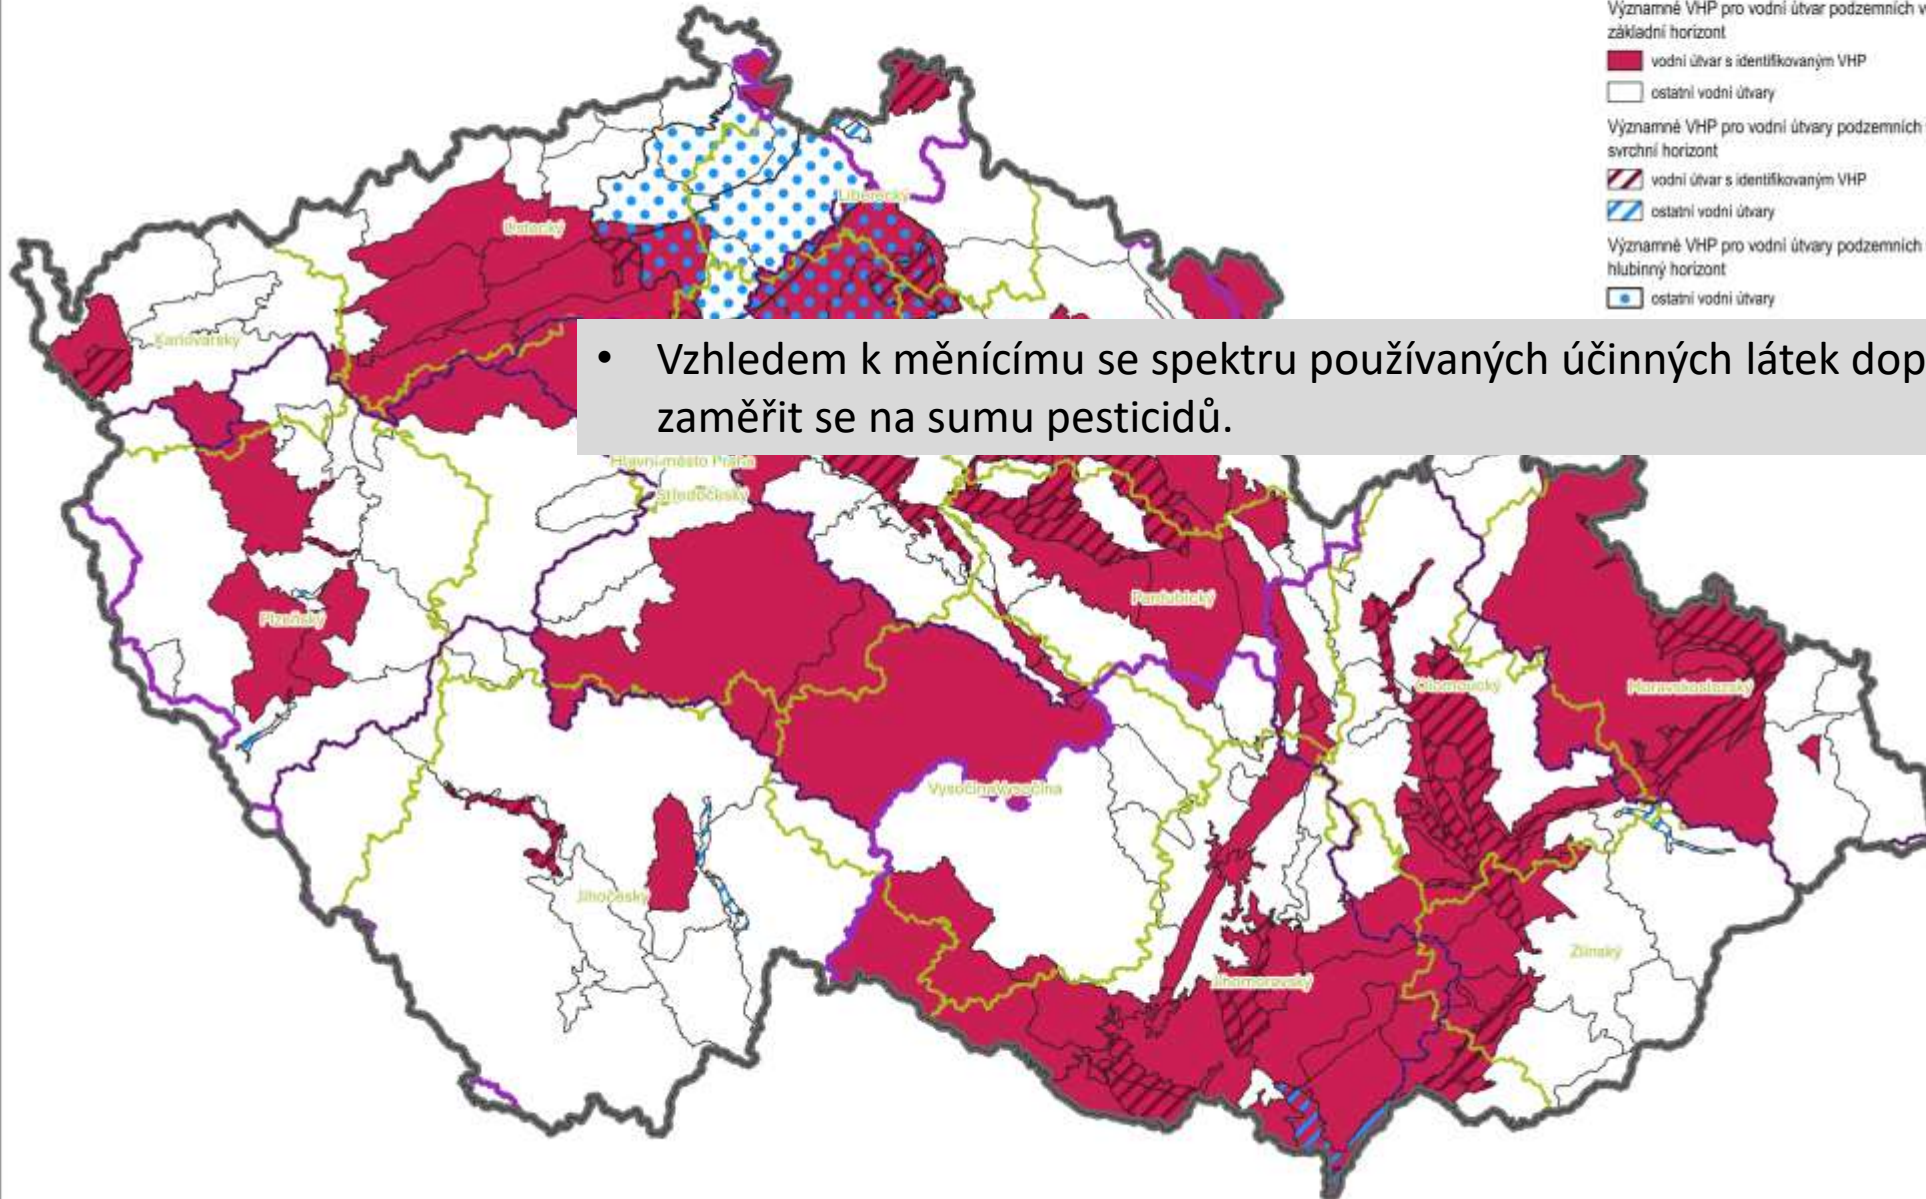 Významné VHP pro vodní útvar podzemních v
základní horizont
vodní útvar s identifikovaným VHP
ostatní vodní útvary
Významné VHP pro vodní útvary podzemních
svrchní horizont
vodní útvar s identifikovaným VHP
ostatní vodní útvary
Významné VHP pro vodní útvary podzemních
hlubinný horizont
ostatní vodní útvary
Liberecký
Ústecký
Karlovarský
• Vzhledem k měnícímu se spektru používaných účinných látek dop
zaměřit se na sumu pesticidů.
Hlavní město Praha
Středočeský
Pardubický
Plzeňský
Olomoucký
Moravskoslezský
Vysočina Vysočina
Jihočeský
Zlínský
Jihomoravský